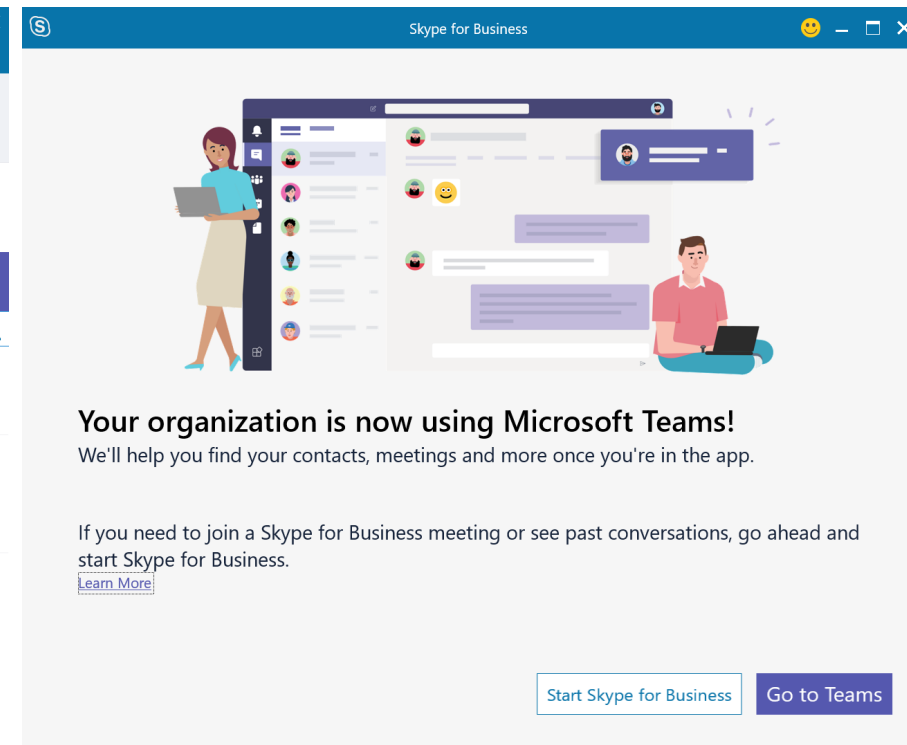 Skype for Business
Your organization is now using Microsoft Teams!
We'll help you find your contacts, meetings and more once you're in the app.
If you need to join a Skype for Business meeting or see past conversations, go ahead and
start Skype for Business.
Learn More
Start Skype for Business
Go to Teams